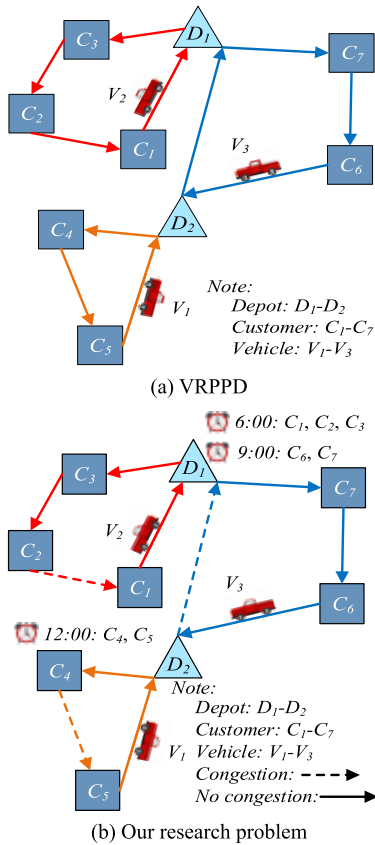 D1
C3
C7
V2
C2
C1
V3
C6
C4
D2
V1
C5
Note:
Depot: D1-D2
Customer: C1-C7
Vehicle: V1-V3
(a) VRPPD
6:00: C1, C2, C3
D1
9:00: C6, C7
C3
C7
V2
C2
C1
V3
C6
12:00: C4, C5
C4
D2
Note:
Depot: D1-D2
Customer: C1-C7
V1
Vehicle: V1-V3
Congestion:
C5
No congestion:
(b) Our research problem